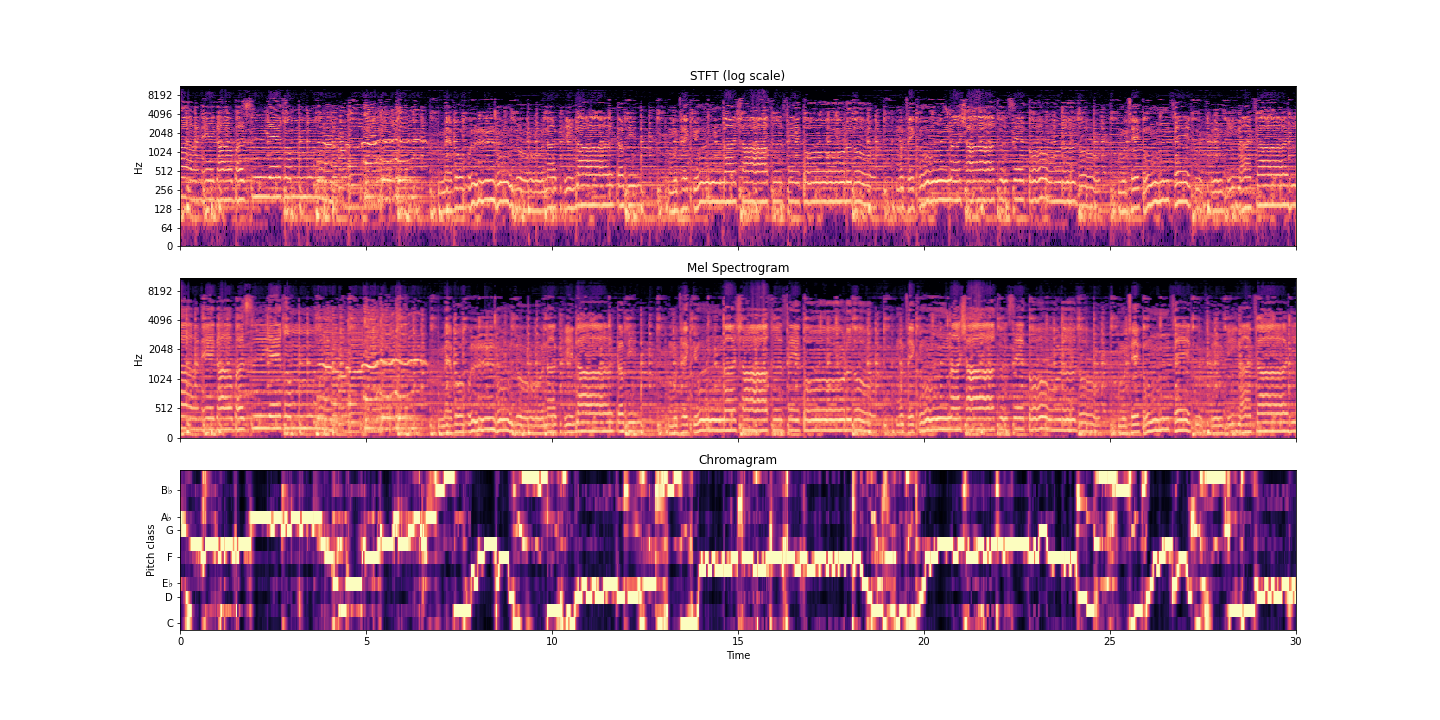 STFT (log scale)
8192
4096
2048
1024
512
256
128
64
0
Hz
Mel Spectrogram
8192
4096
2048
1024
512
0
Hz
Chromagram
B♭
A♭
G
F
E♭
D
C
Pitch class
0 5 10 15 20 25 30
Time